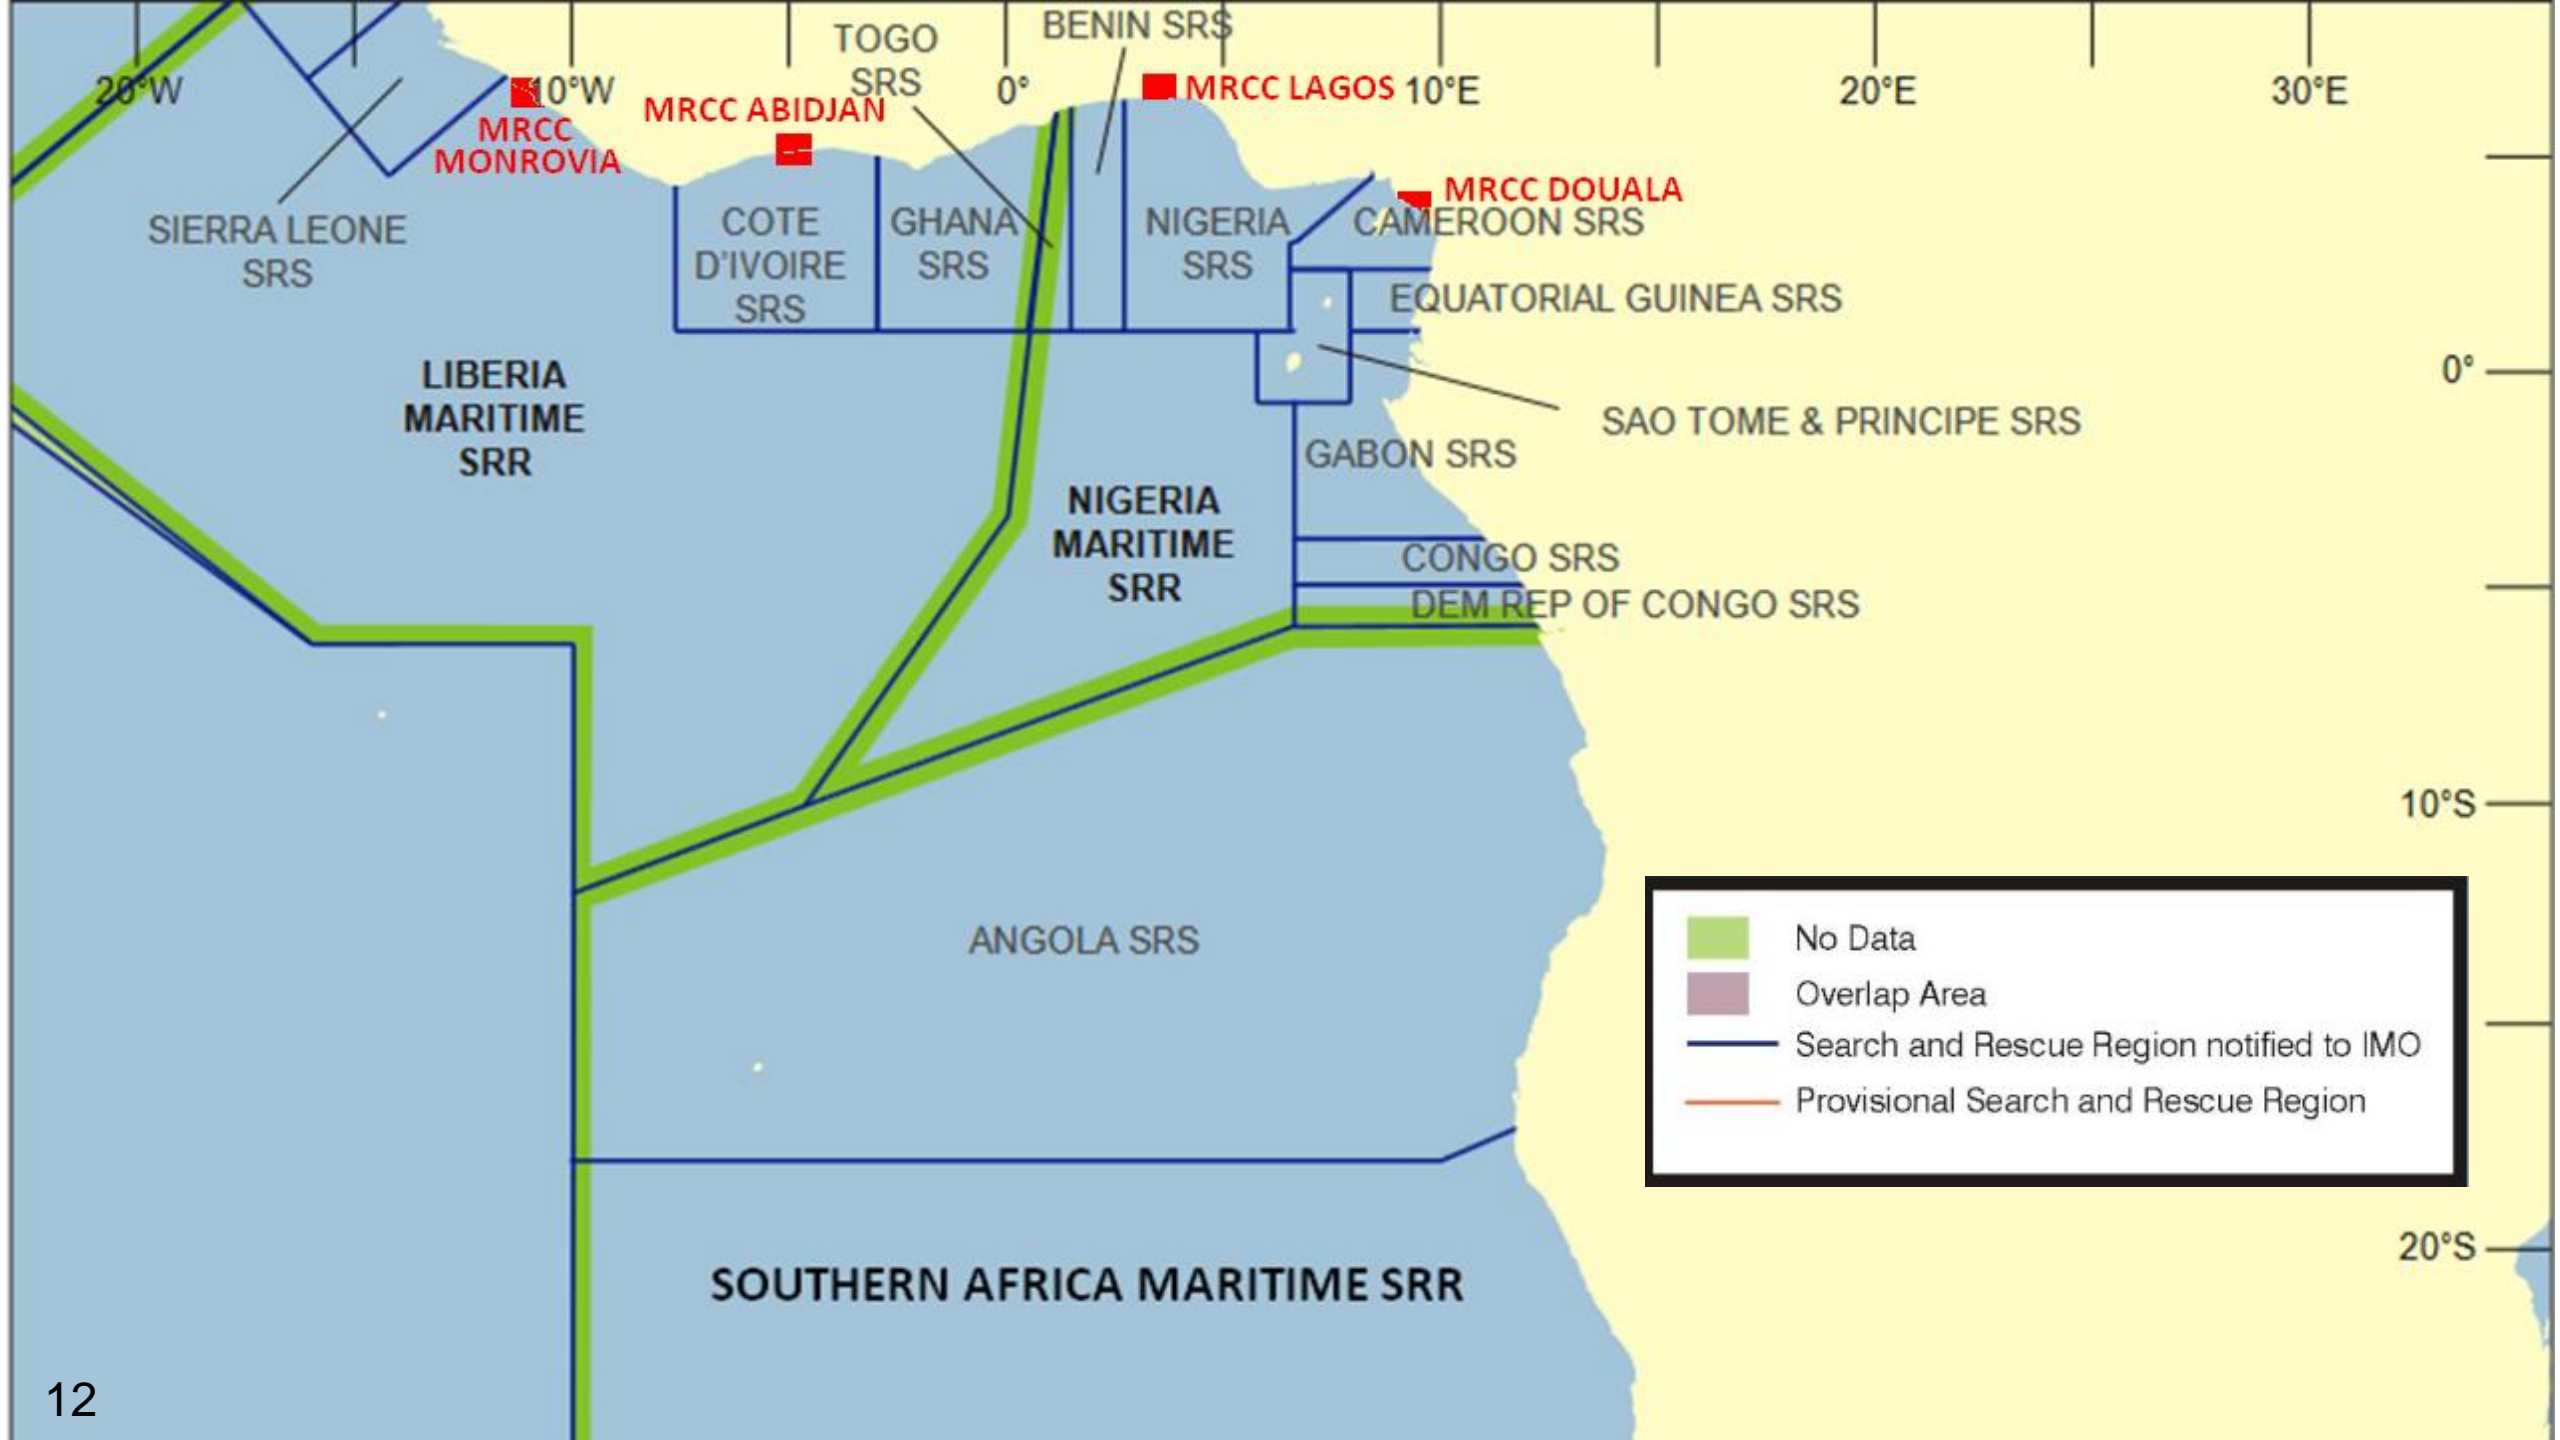 BENIN SRS
TOGO
SRS
20°W
10°W
0°
10°E
20°E
30°E
MRCC LAGOS
MRCC ABIDJAN
MRCC
MONROVIA
MRCC DOUALA
SIERRA LEONE
SRS
COTE
D'IVOIRE
SRS
GHANA
SRS
NIGERIA
SRS
CAMEROON SRS
EQUATORIAL GUINEA SRS
LIBERIA
MARITIME
SRR
0°
SAO TOME & PRINCIPE SRS
GABON SRS
NIGERIA
MARITIME
SRR
CONGO SRS
DEM REP OF CONGO SRS
10°S
ANGOLA SRS
No Data
Overlap Area
Search and Rescue Region notified to IMO
Provisional Search and Rescue Region
20°S
SOUTHERN AFRICA MARITIME SRR
12